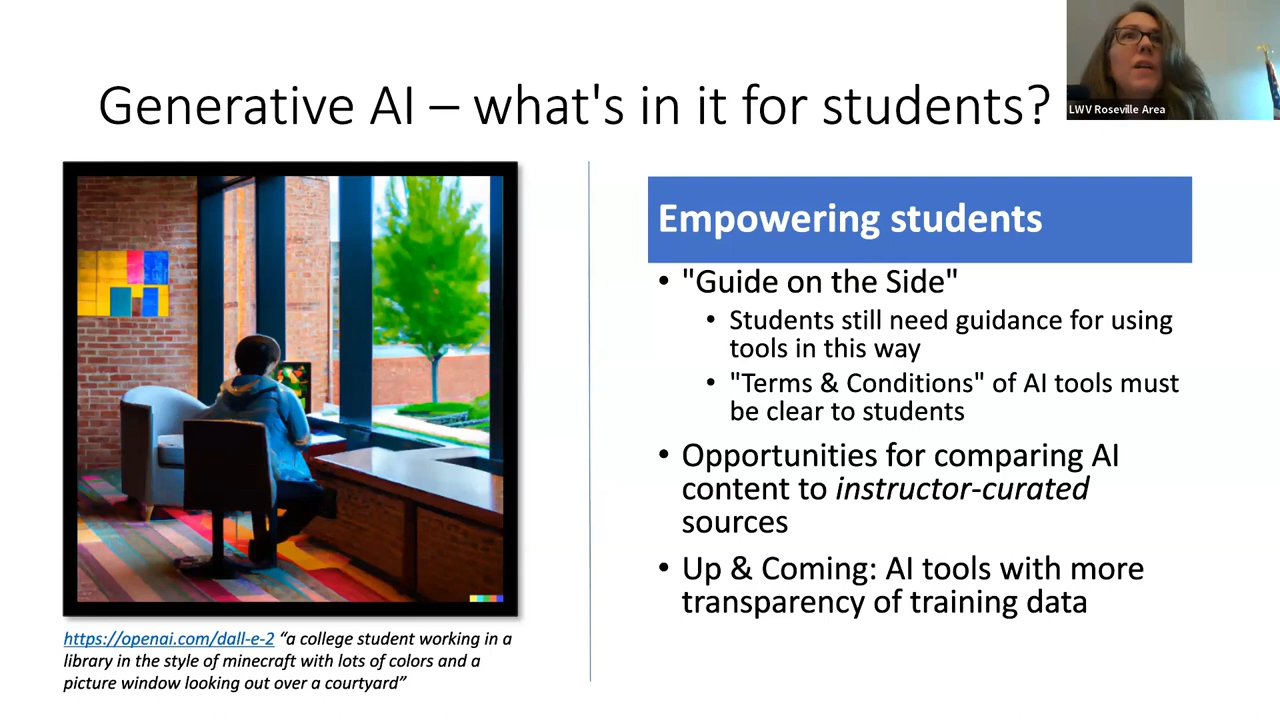 Generative AI – what's in it for students?
LWV Roseville Area
Empowering students
• "Guide on the Side"
• Students still need guidance for using
tools in this way
• "Terms & Conditions" of AI tools must
be clear to students
• Opportunities for comparing AI
content to instructor-curated
sources
• Up & Coming: AI tools with more
transparency of training data
https://openai.com/dall-e-2 “a college student working in a
library in the style of minecraft with lots of colors and a
picture window looking out over a courtyard”